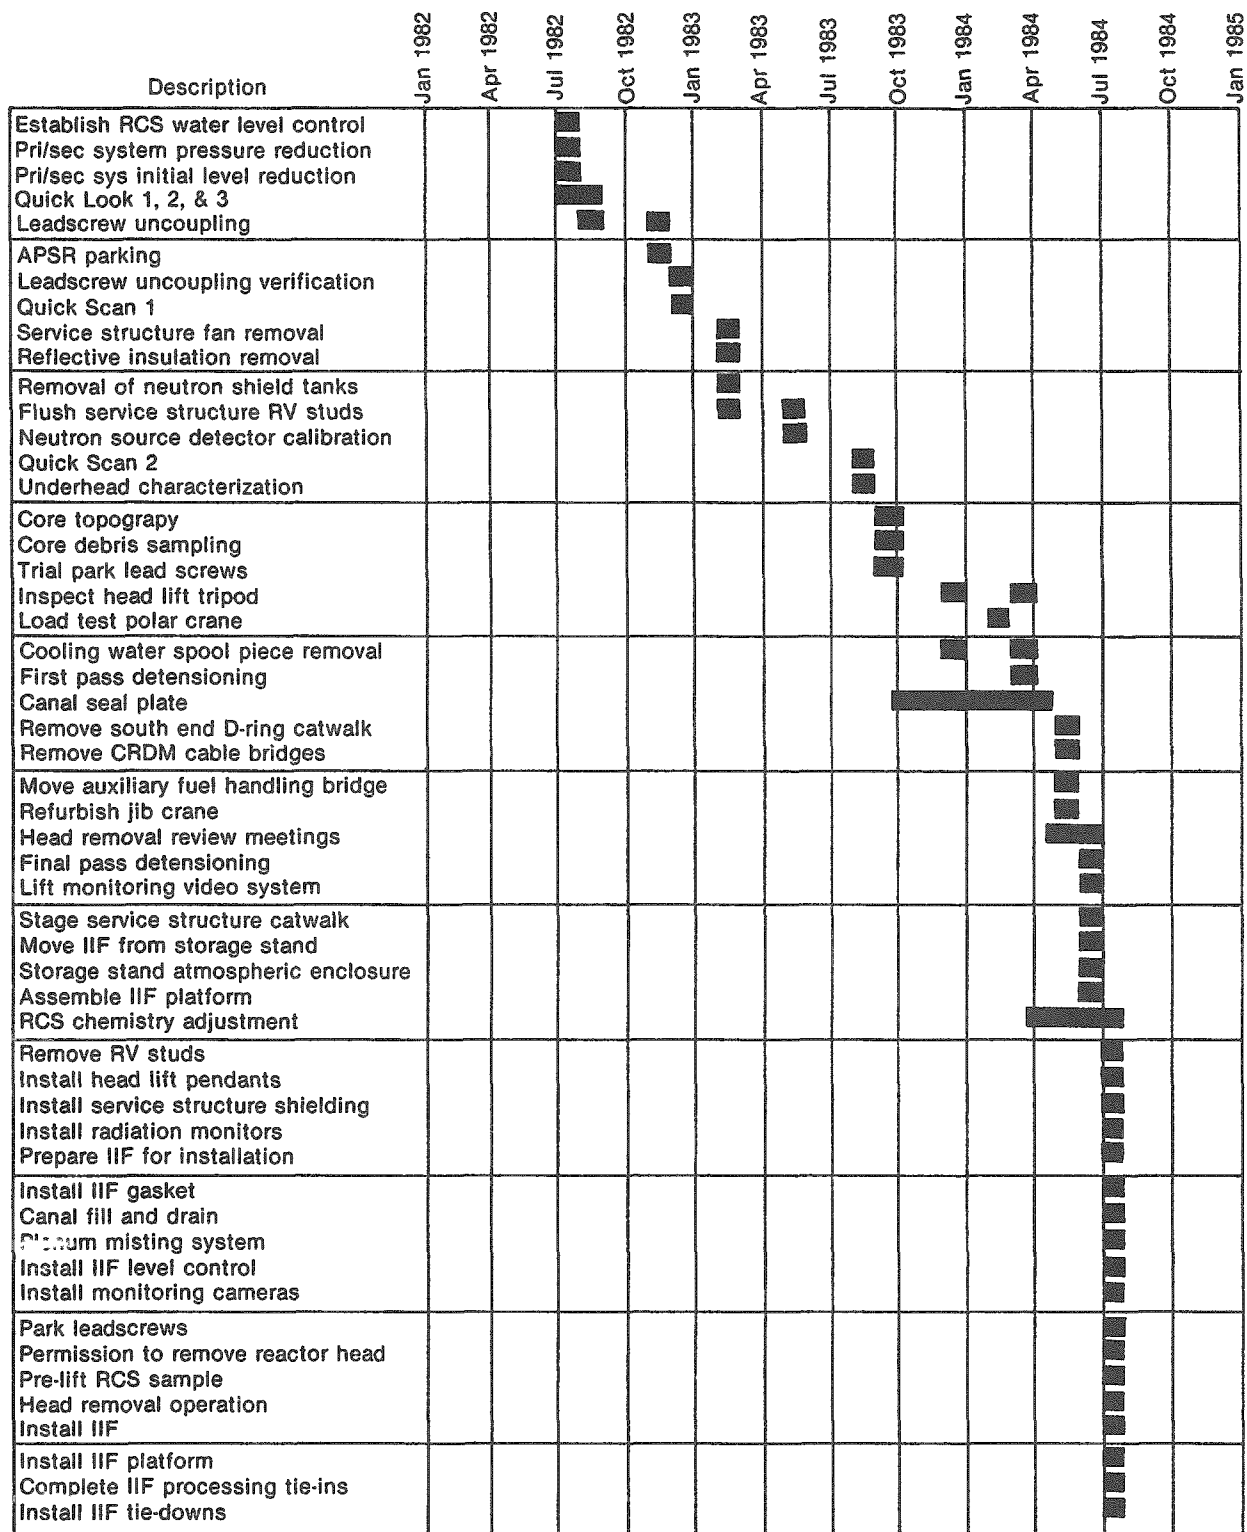 Jan 1982
Apr 1982
Jul 1982
Oct 1982
Jan 1983
Apr 1983
Jul 1983
Oct 1983
Jan 1984
Apr 1984
Jul 1984
Oct 1984
Jan 1985
Description
Establish RCS water level control
Pri/sec system pressure reduction
Pri/sec sys initial level reduction
Quick Look 1, 2, & 3
Leadscrew uncoupling
APSR parking
Leadscrew uncoupling verification
Quick Scan 1
Service structure fan removal
Reflective insulation removal
Removal of neutron shield tanks
Flush service structure RV studs
Neutron source detector calibration
Quick Scan 2
Underhead characterization
Core topograpy
Core debris sampling
Trial park lead screws
Inspect head lift tripod
Load test polar crane
Cooling water spool piece removal
First pass detensioning
Canal seal plate
Remove south end D-ring catwalk
Remove CRDM cable bridges
Move auxiliary fuel handling bridge
Refurbish jib crane
Head removal review meetings
Final pass detensioning
Lift monitoring video system
Stage service structure catwalk
Move IIF from storage stand
Storage stand atmospheric enclosure
Assemble IIF platform
RCS chemistry adjustment
Remove RV studs
Install head lift pendants
Install service structure shielding
Install radiation monitors
Prepare IIF for installation
Install IIF gasket
Canal fill and drain
misting system
Install IIF level control
Install monitoring cameras
Park leadscrews
Permission to remove reactor head
Pre-lift RCS sample
Head removal operation
Install IIF
Install IIF platform
Complete IIF processing tie-ins
Install IIF tie-downs